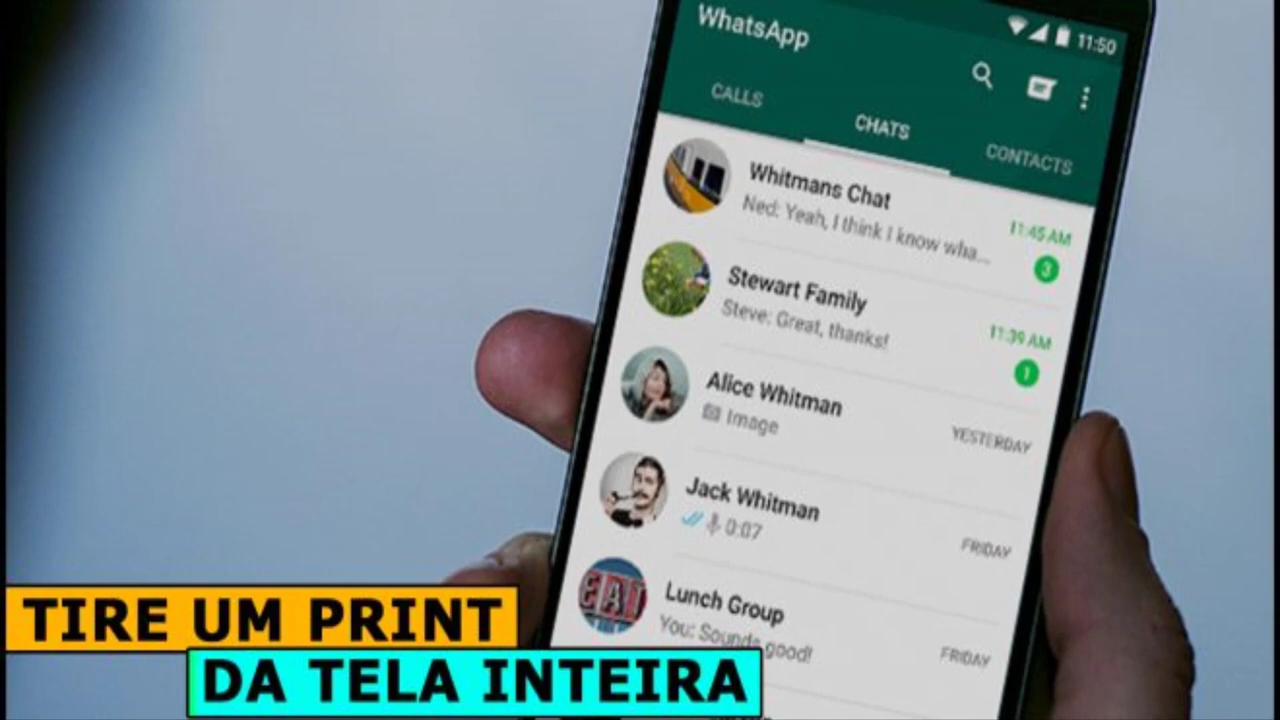 WhatsApp
11:50
CALLS
CHATS
CONTACTS
Whitmans Chat
11:45 AM
Ned: Yeah, I think I know wha...
3
Stewart Family
11:39 AM
Steve: Great, thanks!
1
Alice Whitman
YESTERDAY
Image
Jack Whitman
0:07
FRIDAY
EAT
Lunch Group
You: Sounds good!
FRIDAY
TIRE UM PRINT
DA TELA INTEIRA